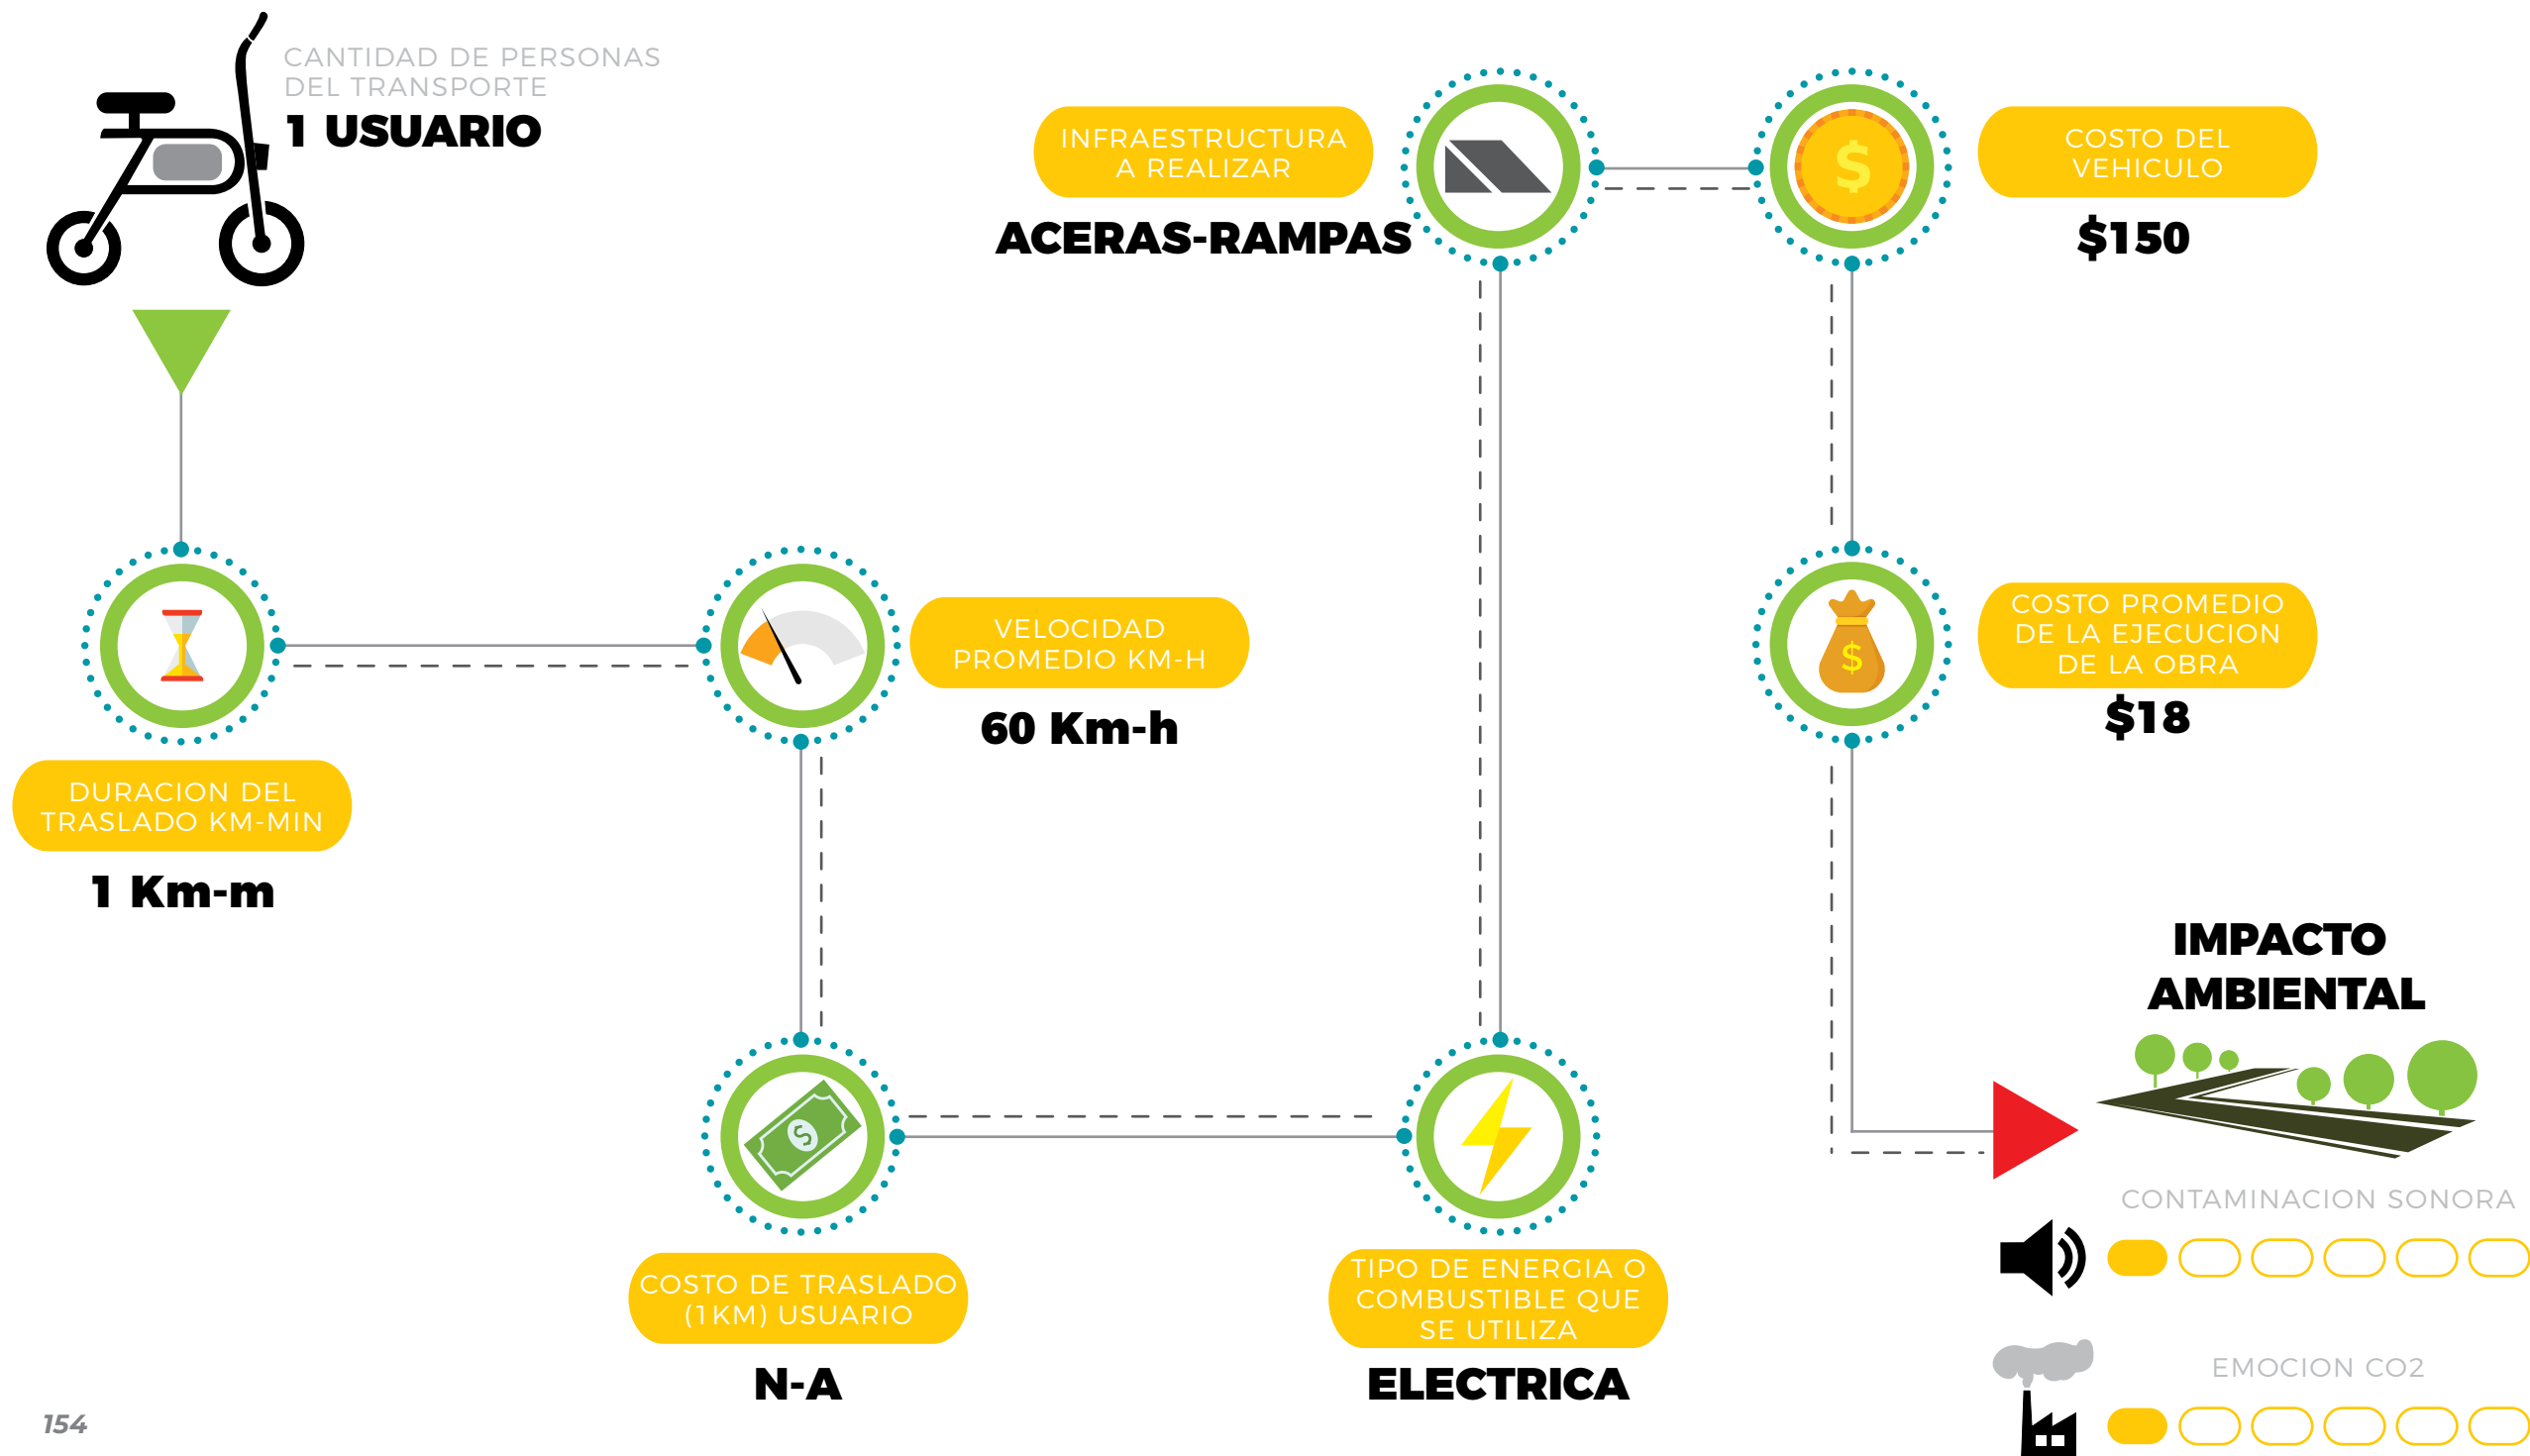 CANTIDAD DE PERSONAS
DEL TRANSPORTE
1 USUARIO
DURACION DEL
TRASLADO KM-MIN
1 Km-m
VELOCIDAD
PROMEDIO KM-H
60 Km-h
COSTO DE TRASLADO
(1 KM) USUARIO
N-A
TIPO DE ENERGIA O
COMBUSTIBLE QUE
SE UTILIZA
ELECTRICA
INFRAESTRUCTURA
A REALIZAR
ACERAS-RAMPAS
$
COSTO DEL
VEHICULO
$150
$
COSTO PROMEDIO
DE LA EJECUCION
DE LA OBRA
$18
$
IMPACTO
AMBIENTAL
CONTAMINACION SONORA
EMOCION CO2
154